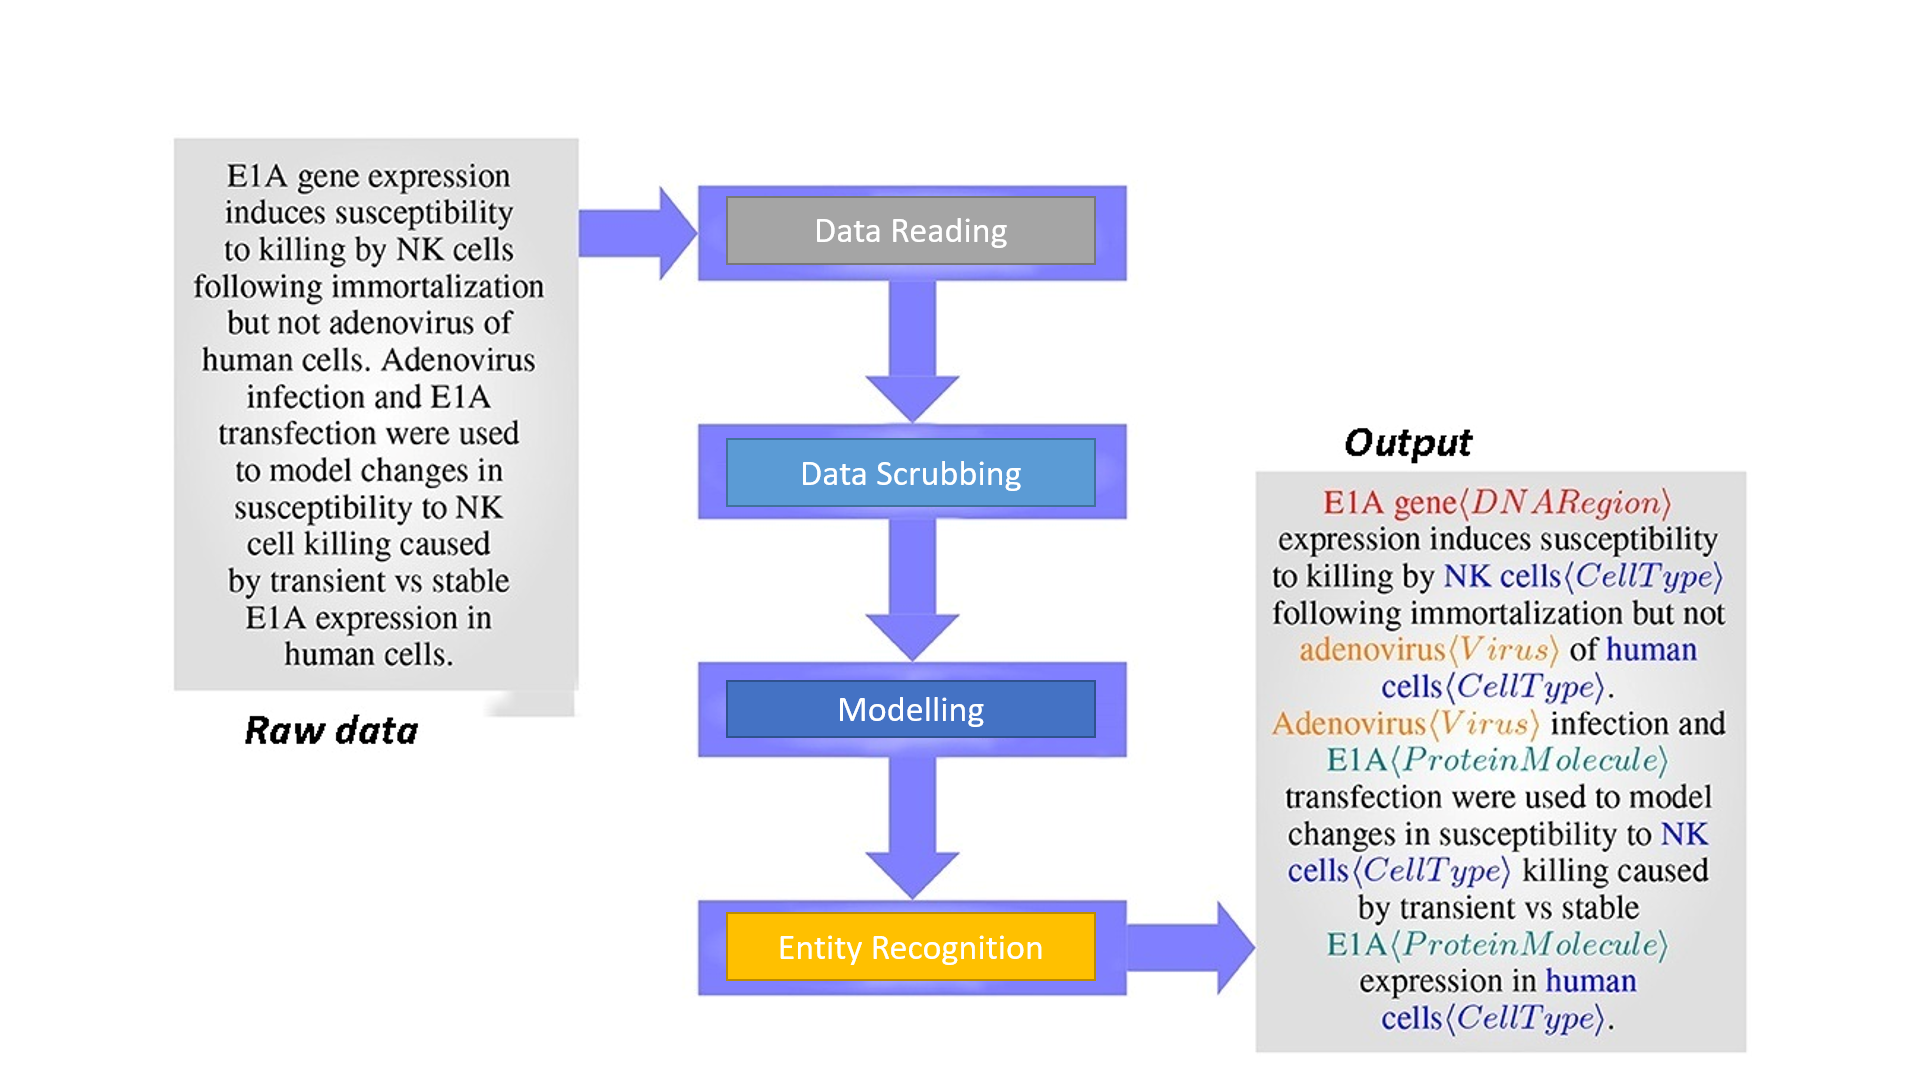 E1A gene expression
induces susceptibility
to killing by NK cells
following immortalization
but not adenovirus of
human cells. Adenovirus
infection and E1A
transfection were used
to model changes in
susceptibility to NK
cell killing caused
by transient vs stable
E1A expression in
human cells.
Raw data
Data Reading
Data Scrubbing
Modelling
Entity Recognition
Output
E1A gene⟨DNARegion⟩
expression induces susceptibility
to killing by NK cells⟨CellType⟩
following immortalization but not
adenovirus⟨Virus⟩ of human
cells⟨CellType⟩.
Adenovirus⟨Virus⟩ infection and
E1A⟨ProteinMolecule⟩
transfection were used to model
changes in susceptibility to NK
cells⟨CellType⟩ killing caused
by transient vs stable
E1A⟨ProteinMolecule⟩
expression in human
cells⟨CellType⟩.